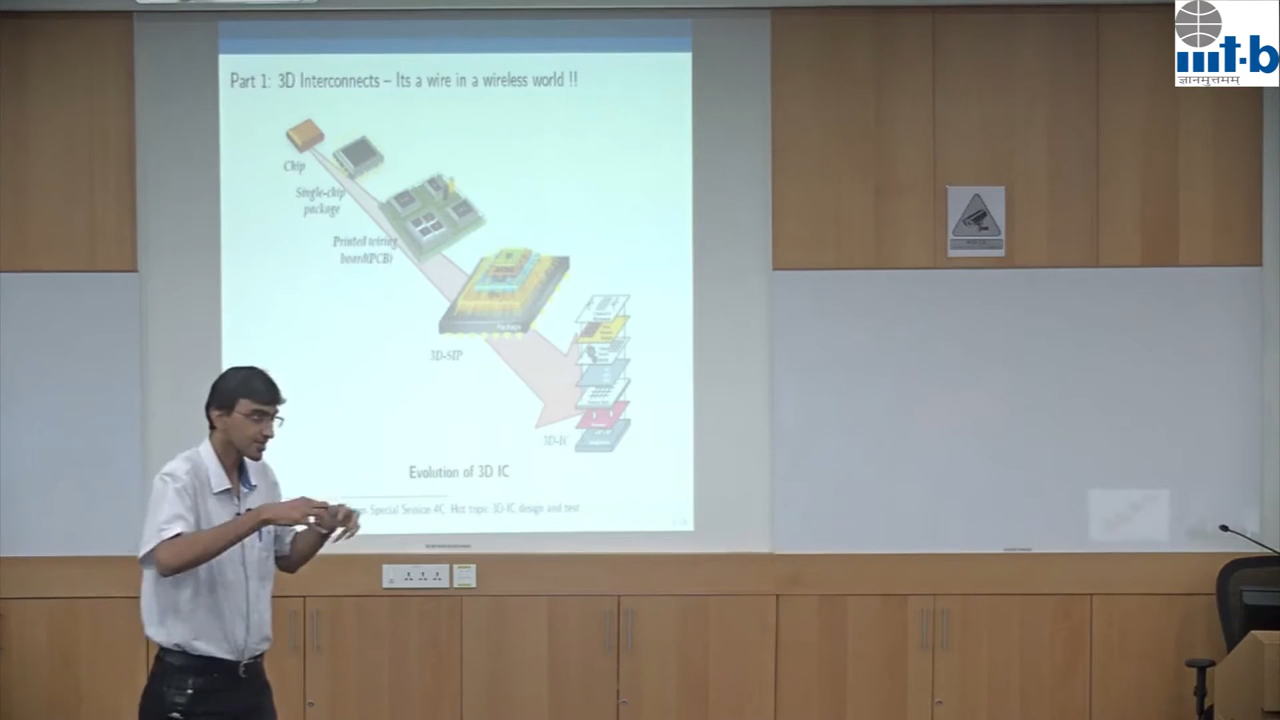 iiit-b
ज्ञानमुत्तमम्
Part 1: 3D Interconnects – Its a wire in a wireless world !!
Chip
Single-chip
package
Printed wiring
board(PCB)
Package
3D-SIP
3D-IC
Evolution of 3D IC
Special Session 4C: Hot topic 3D-IC design and test